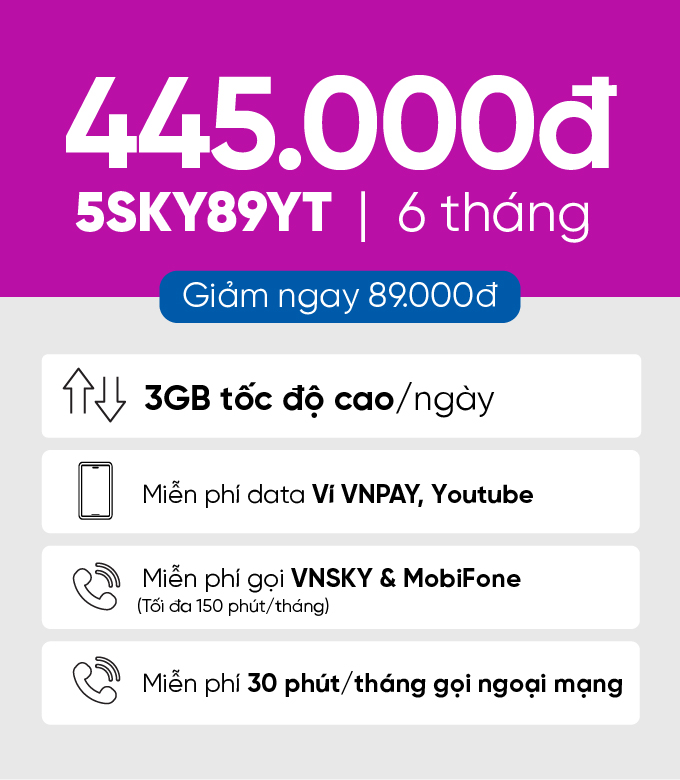 445.000đ
5SKY89YT | 6 tháng
Giảm ngay 89.000đ
3GB tốc độ cao/ngày
Miễn phí data Ví VNPAY, Youtube
Miễn phí gọi VNSKY & MobiFone
(Tối đa 150 phút/tháng)
Miễn phí 30 phút/tháng gọi ngoại mạng